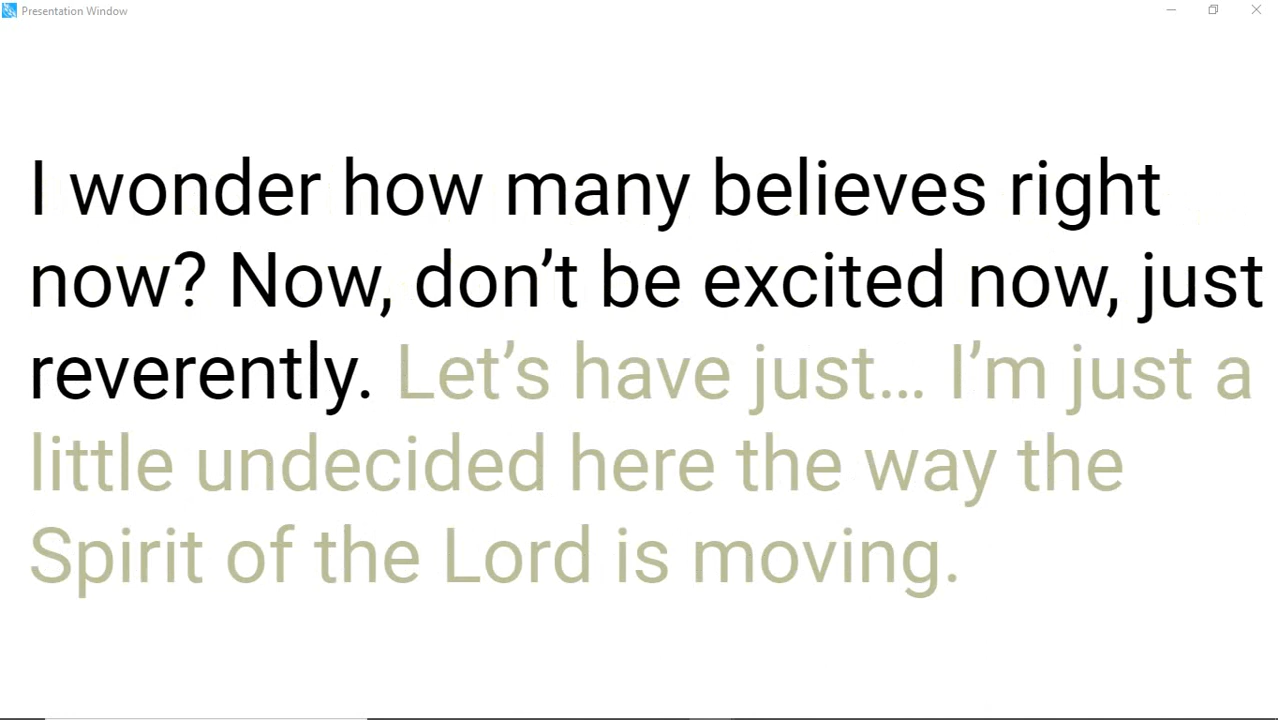 Presentation Window
I wonder how many believes right
now? Now, don’t be excited now, just
reverently. Let’s have just… I’m just a
little undecided here the way the
Spirit of the Lord is moving.